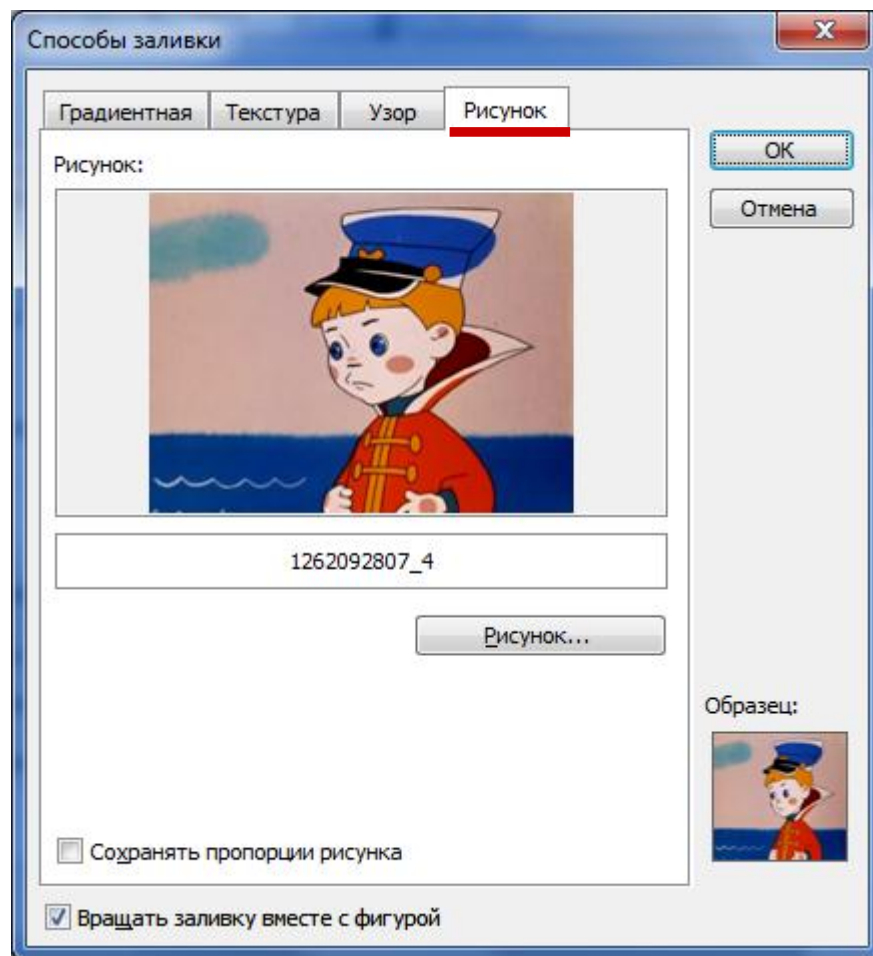 Способы заливки
Градиентная Текстура Узор Рисунок
Рисунок:
ОК
Отмена
1262092807_4
Рисунок...
Образец:
Сохранять пропорции рисунка
Вращать заливку вместе с фигурой